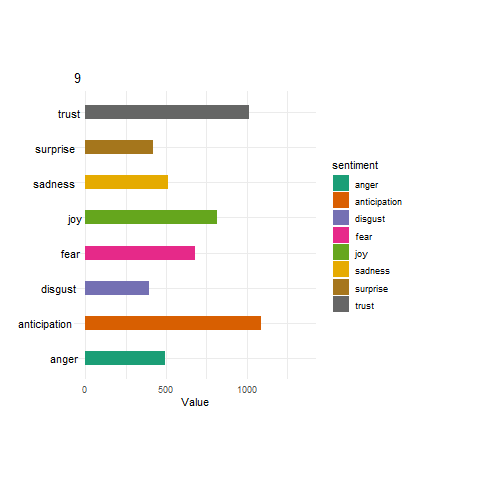 9
trust
surprise
sadness
joy
fear
disgust
anticipation
anger
0 500 1000
Value
sentiment
anger
anticipation
disgust
fear
joy
sadness
surprise
trust